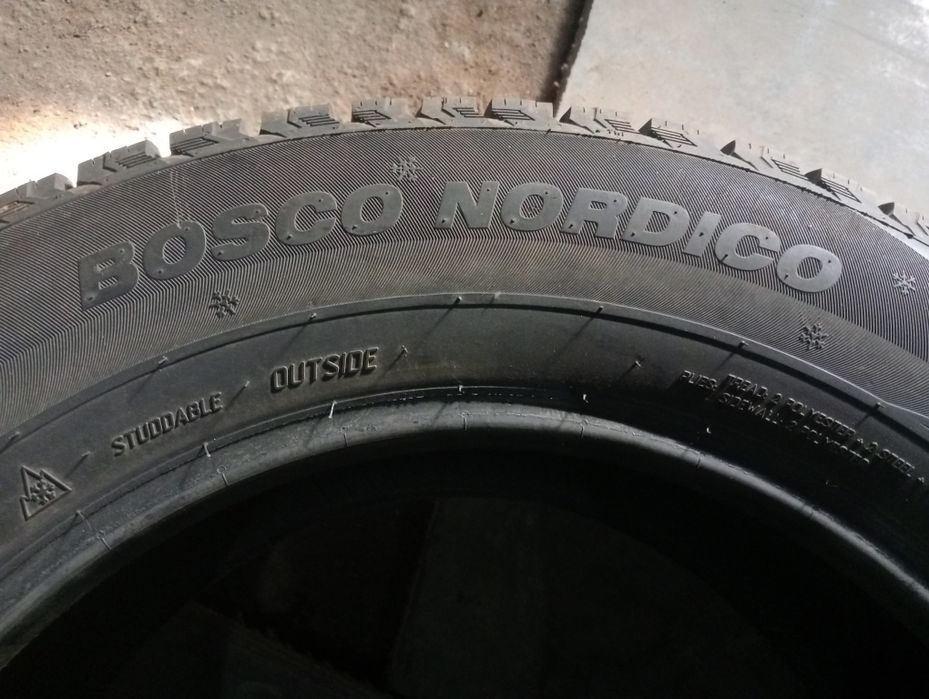 BOSCO NORDICO
STUDDABLE
OUTSIDE
PLIES: TREAD: 2 POLYESTER + 2 STEEL +
SIDEWALL: 2 POLYESTER